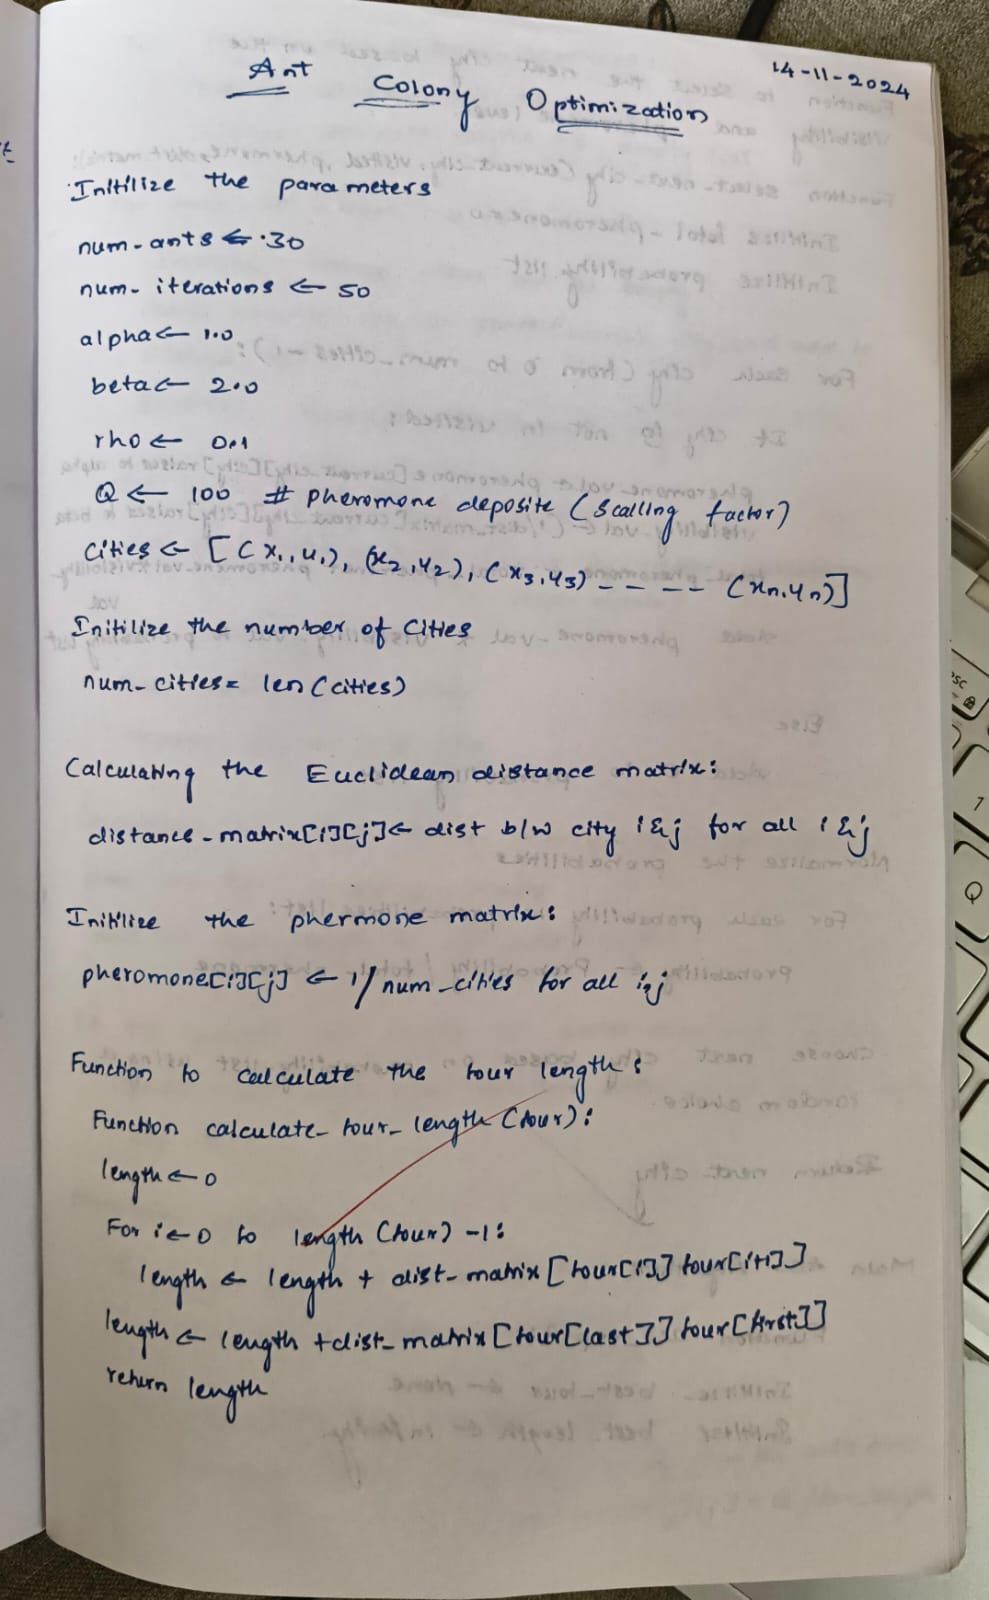 14-11-2024
Ant Colony Optimization
Initilize the parameters
num-ants ← 30
num- iterations ← 50
alpha ← 1.0
beta ← 2.0
rho ← 0.1
Q ← 100 # pheromone deposite (scalling factor)
Cities ← [(x1, y1), (x2, y2), (x3, y3) - - - - (xn, yn)]
Initilize the number of cities
num- cities = len (cities)
Calculating the Euclidean distance matrix:
distance - matrix[i][j] ← dist b/w city i & j for all i & j
Initilize the phermone matrix:
pheromone[i][j] ← 1/num_cities for all i, j
Function to calculate the tour length:
Function calculate- tour- length (tour):
length ← 0
For i ← 0 to length (tour) -1:
length ← length + dist- matrix [tour[i]] tour[i+1]]
length ← length + dist- matrix [tour[last]] tour[first]]
return length